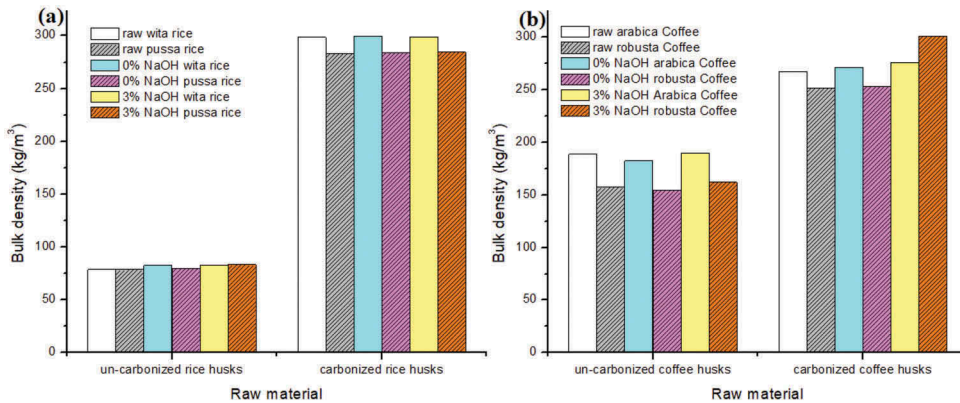 (a)
raw wita rice
raw pussa rice
0% NaOH wita rice
0% NaOH pussa rice
3% NaOH wita rice
3% NaOH pussa rice
300
250
200
150
100
50
0
Bulk density (kg/m³)
un-carbonized rice husks
carbonized rice husks
Raw material
(b)
raw arabica Coffee
raw robusta Coffee
0% NaOH arabica Coffee
0% NaOH robusta Coffee
3% NaOH Arabica Coffee
3% NaOH robusta Coffee
300
250
200
150
100
50
0
Bulk density (kg/m³)
un-carbonized coffee husks
carbonized coffee husks
Raw material